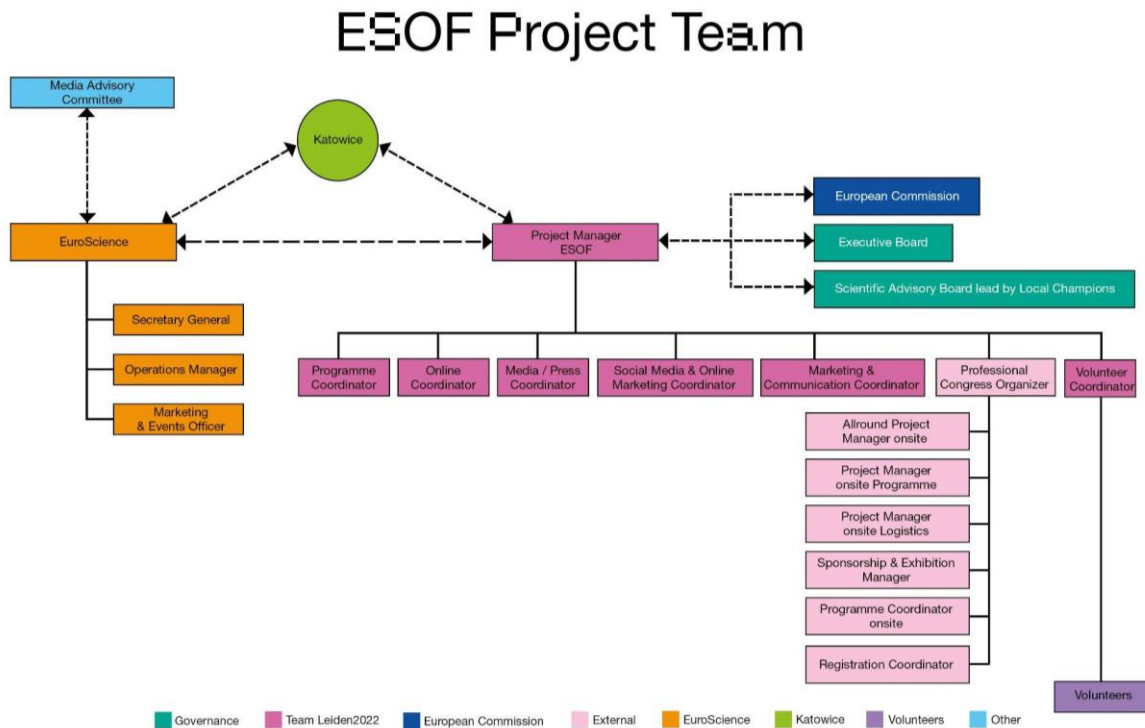 ESOF Project Team
Media Advisory
Committee
Katowice
European Commission
EuroScience
Project Manager
ESOF
Executive Board
Scientific Advisory Board lead by Local Champions
Secretary General
Operations Manager
Marketing
& Events Officer
Programme
Coordinator
Online
Coordinator
Media / Press
Coordinator
Social Media & Online
Marketing Coordinator
Marketing &
Communication Coordinator
Professional
Congress Organizer
Volunteer
Coordinator
Allround Project
Manager onsite
Project Manager
onsite Programme
Project Manager
onsite Logistics
Sponsorship & Exhibition
Manager
Programme Coordinator
onsite
Registration Coordinator
Volunteers
Governance
Team Leiden2022
European Commission
External
EuroScience
Katowice
Volunteers
Other